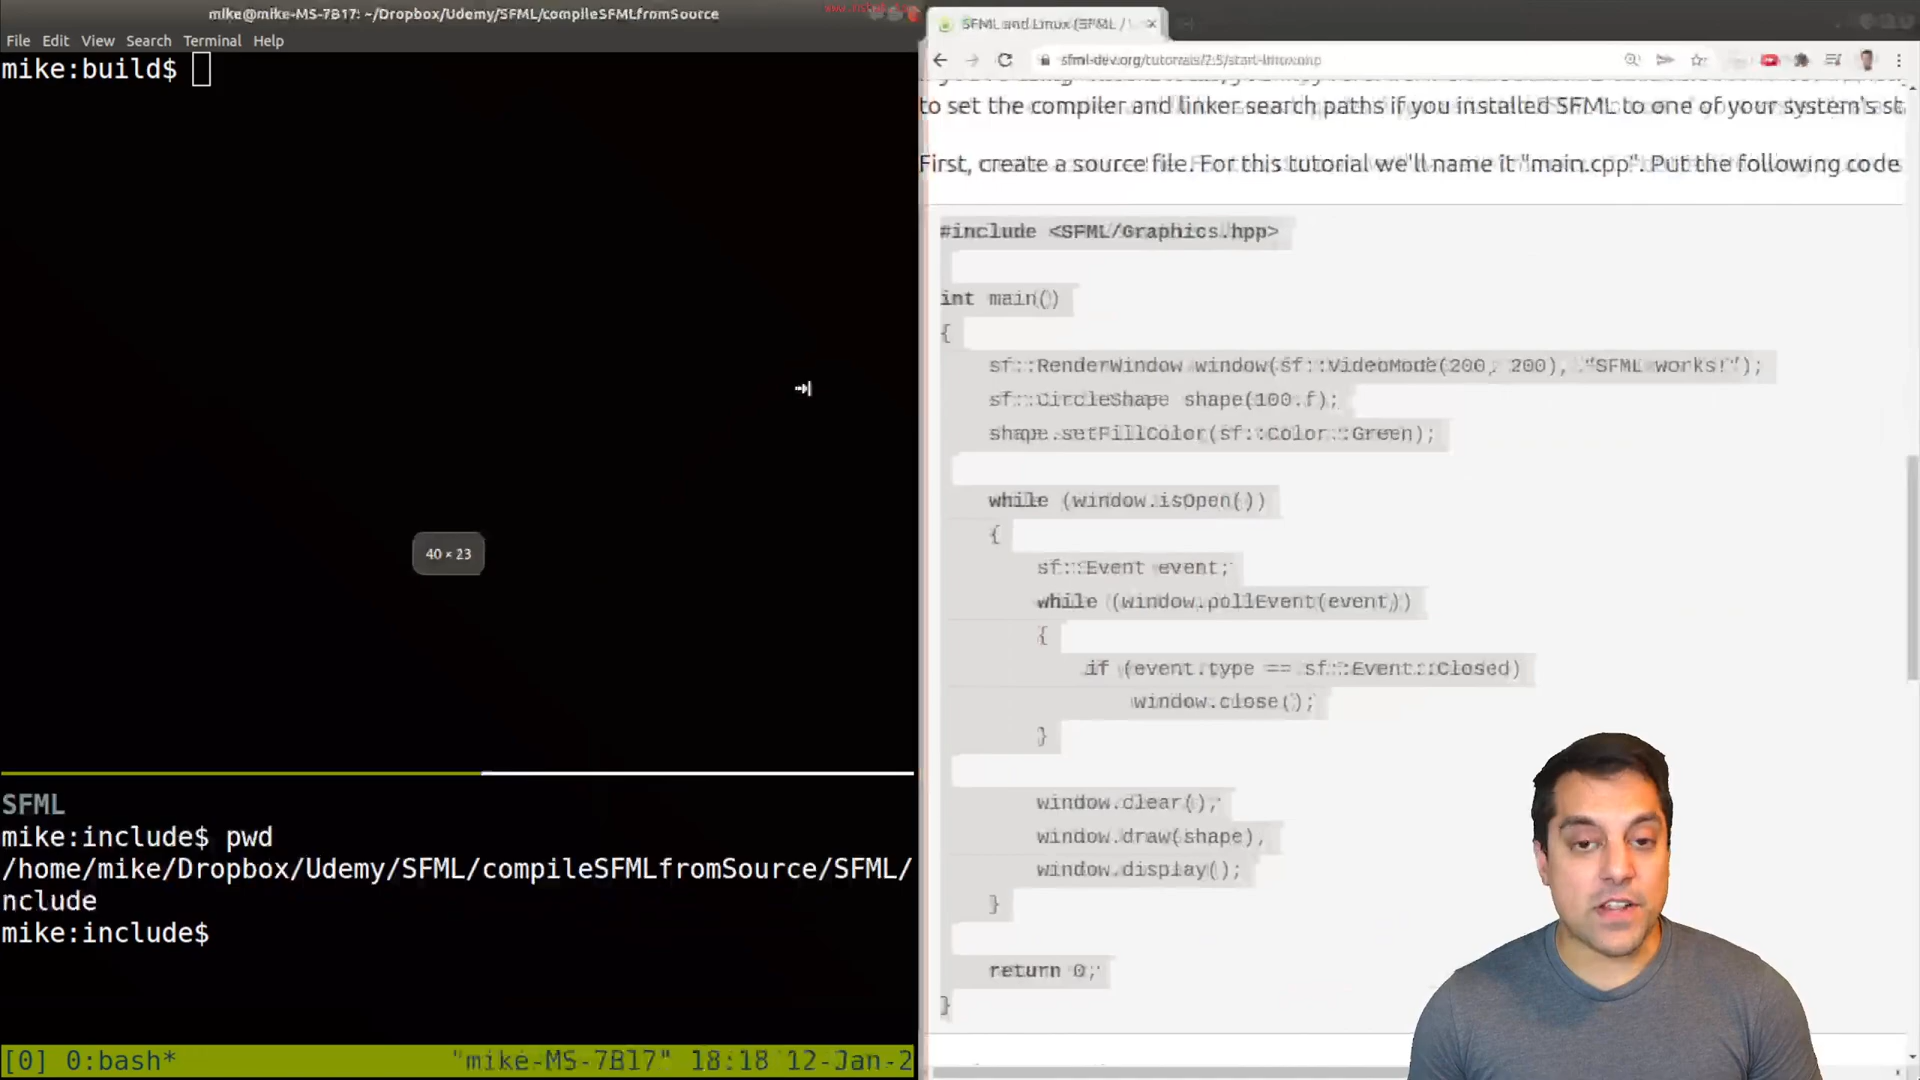 mike@mike-MS-7B17: ~/Dropbox/Udemy/SFML/compileSFMLfromSource
File Edit View Search Terminal Help
mike:build$
40 × 23
SFML
mike:include$ pwd
/home/mike/Dropbox/Udemy/SFML/compileSFMLfromSource/SFML/
nclude
mike:include$
[0] 0:bash* "mike-MS-7B17" 18:18 12-Jan-2
SFML and Linux (SFML /
sfml-dev.org/tutorials/2.5/start-linux.php
to set the compiler and linker search paths if you installed SFML to one of your system's st
First, create a source file. For this tutorial we'll name it "main.cpp". Put the following code
#include <SFML/Graphics.hpp>
int main()
{
sf::RenderWindow window(sf::VideoMode(200, 200), "SFML works!");
sf::CircleShape shape(100.f);
shape.setFillColor(sf::Color::Green);
while (window.isOpen())
{
sf::Event event;
while (window.pollEvent(event))
{
if (event.type == sf::Event::Closed)
window.close();
}
window.clear();
window.draw(shape);
window.display();
}
return 0;
}